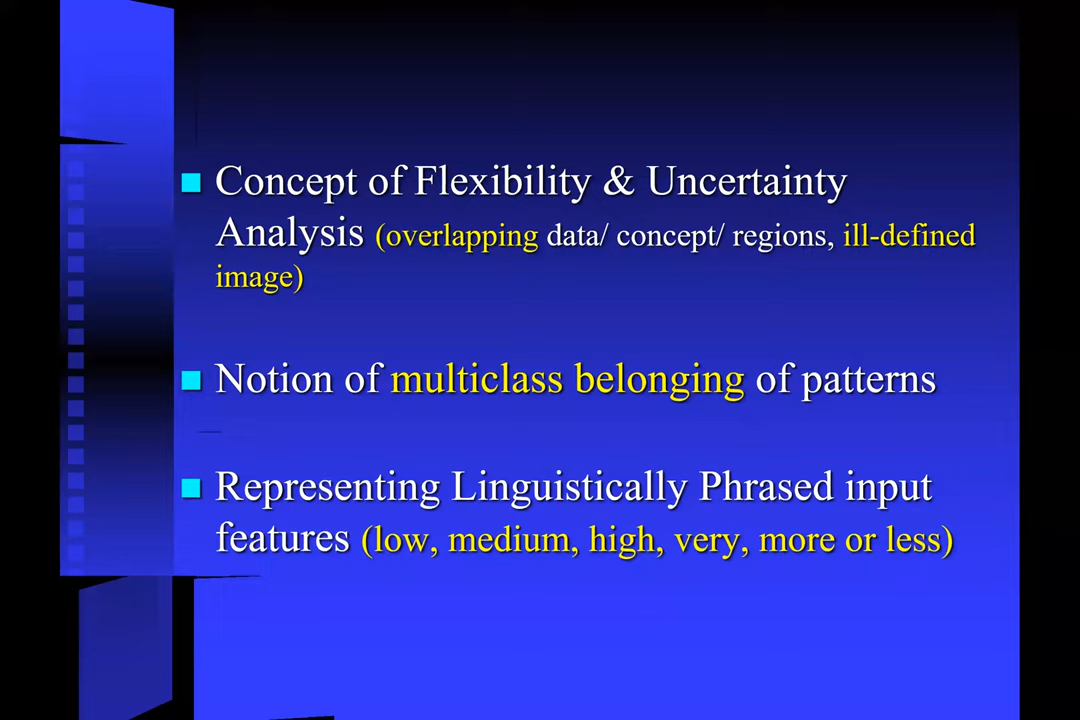 Concept of Flexibility & Uncertainty
Analysis (overlapping data/ concept/ regions, ill-defined
image)
Notion of multiclass belonging of patterns
Representing Linguistically Phrased input
features (low, medium, high, very, more or less)